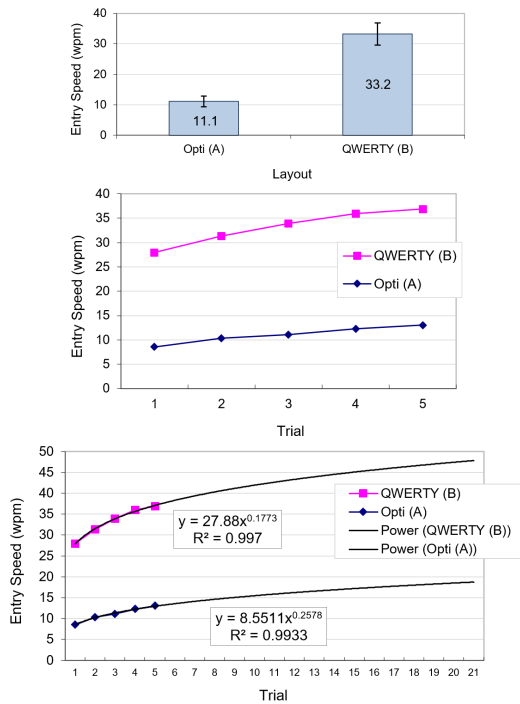 Entry Speed (wpm)
40
30
20
10
0
11.1
33.2
Opti (A)
QWERTY (B)
Layout
Entry Speed (wpm)
40
35
30
25
20
15
10
5
0
QWERTY (B)
Opti (A)
1 2 3 4 5
Trial
Entry Speed (wpm)
50
45
40
35
30
25
20
15
10
5
0
QWERTY (B)
Opti (A)
Power (QWERTY (B))
Power (Opti (A))
y = 27.88x^0.1773
R² = 0.997
y = 8.5511x^0.2578
R² = 0.9933
1 2 3 4 5 6 7 8 9 10 11 12 13 14 15 16 17 18 19 20 21
Trial